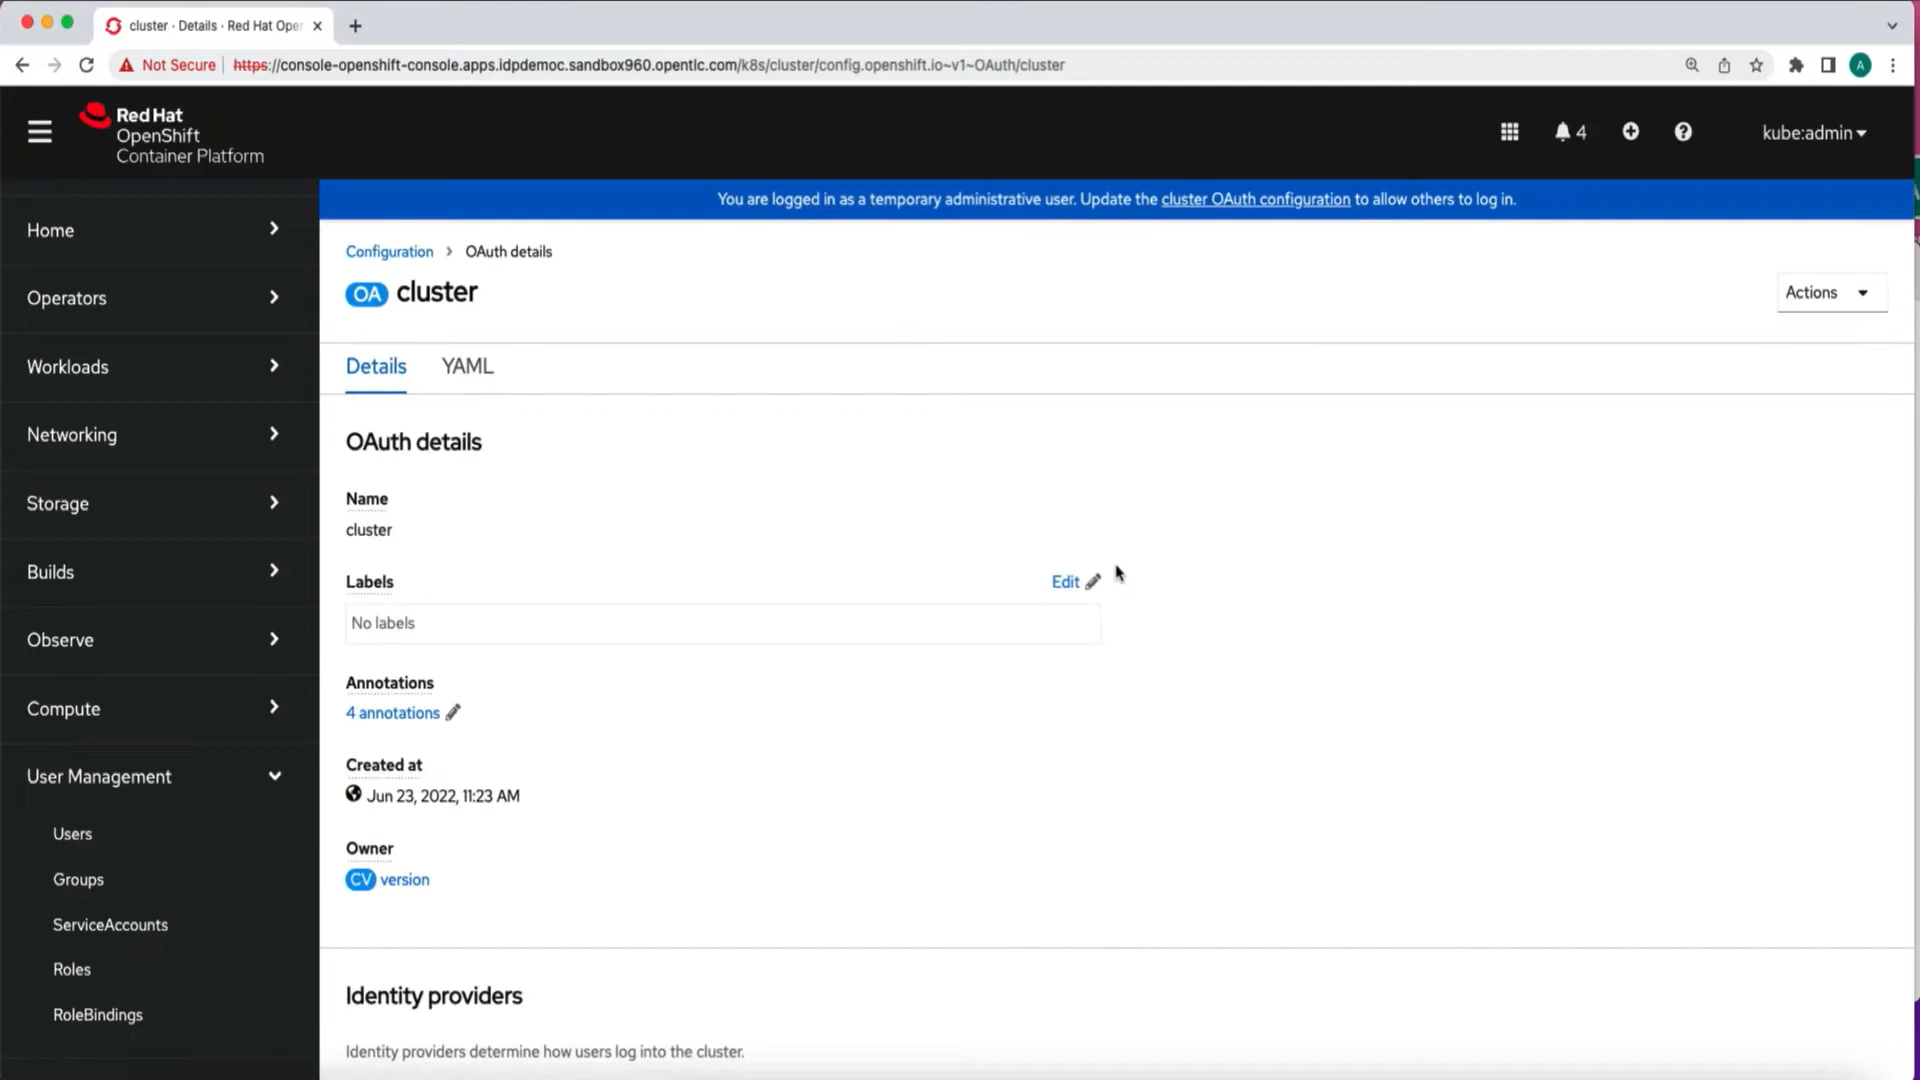 cluster · Details · Red Hat Ope
Not Secure
https://console-openshift-console.apps.idpdemoc.sandbox960.opentlc.com/k8s/cluster/config.openshift.io~v1~OAuth/cluster
A
Red Hat
OpenShift
Container Platform
4
kube:admin
You are logged in as a temporary administrative user. Update the cluster OAuth configuration to allow others to log in.
Home
Operators
Workloads
Networking
Storage
Builds
Observe
Compute
User Management
Users
Groups
ServiceAccounts
Roles
RoleBindings
Configuration > OAuth details
OA cluster
Actions
Details
YAML
OAuth details
Name
cluster
Labels
Edit
No labels
Annotations
4 annotations
Created at
Jun 23, 2022, 11:23 AM
Owner
CV version
Identity providers
Identity providers determine how users log into the cluster.